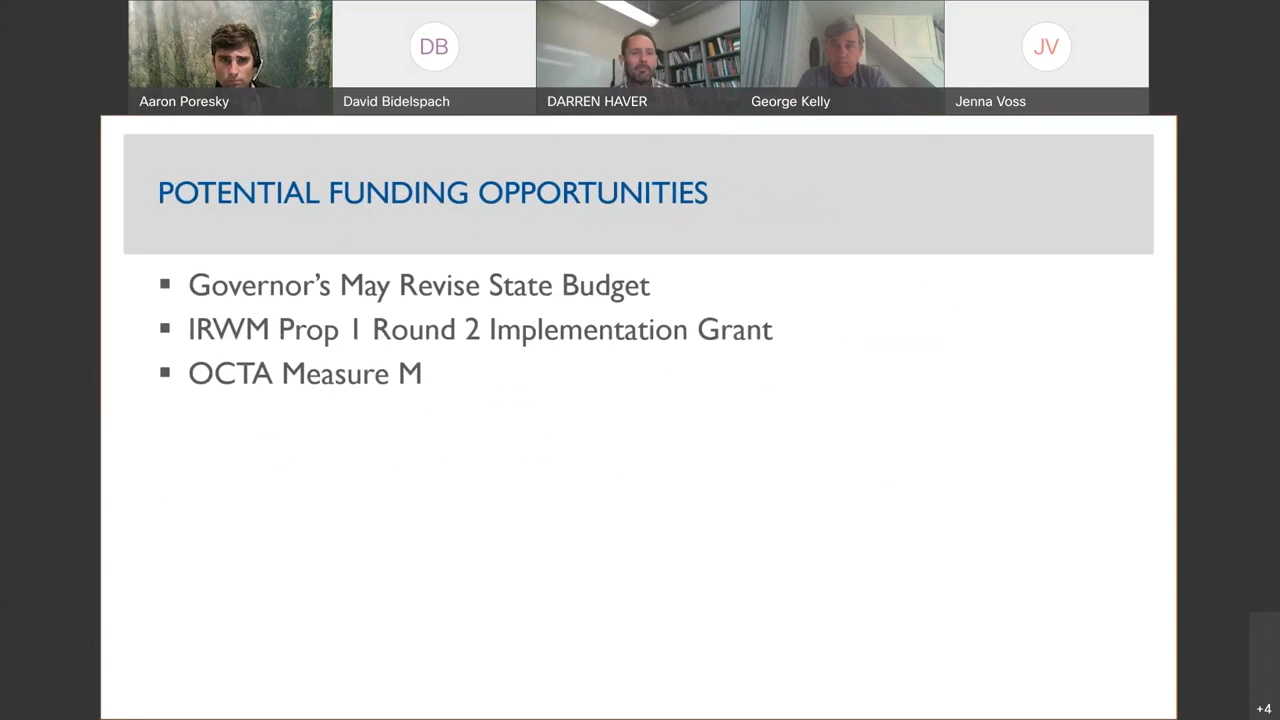 DB
JV
Aaron Poresky
David Bidelspach
DARREN HAVER
George Kelly
Jenna Voss
POTENTIAL FUNDING OPPORTUNITIES
▪ Governor's May Revise State Budget
▪ IRWM Prop 1 Round 2 Implementation Grant
▪ OCTA Measure M
+4